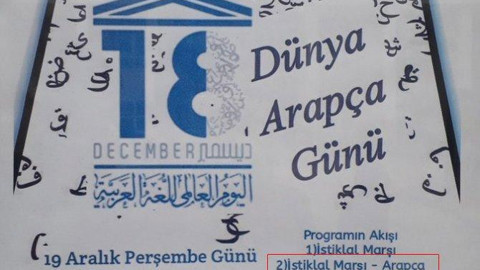 18
DECEMBER ديسمبر
اليوم العالمي للغة العربية
Dünya
Arapça
Günü
19 Aralık Perşembe Günü
Programın Akışı
1)İstiklal Marşı
2)İstiklal Marşı - Arapça